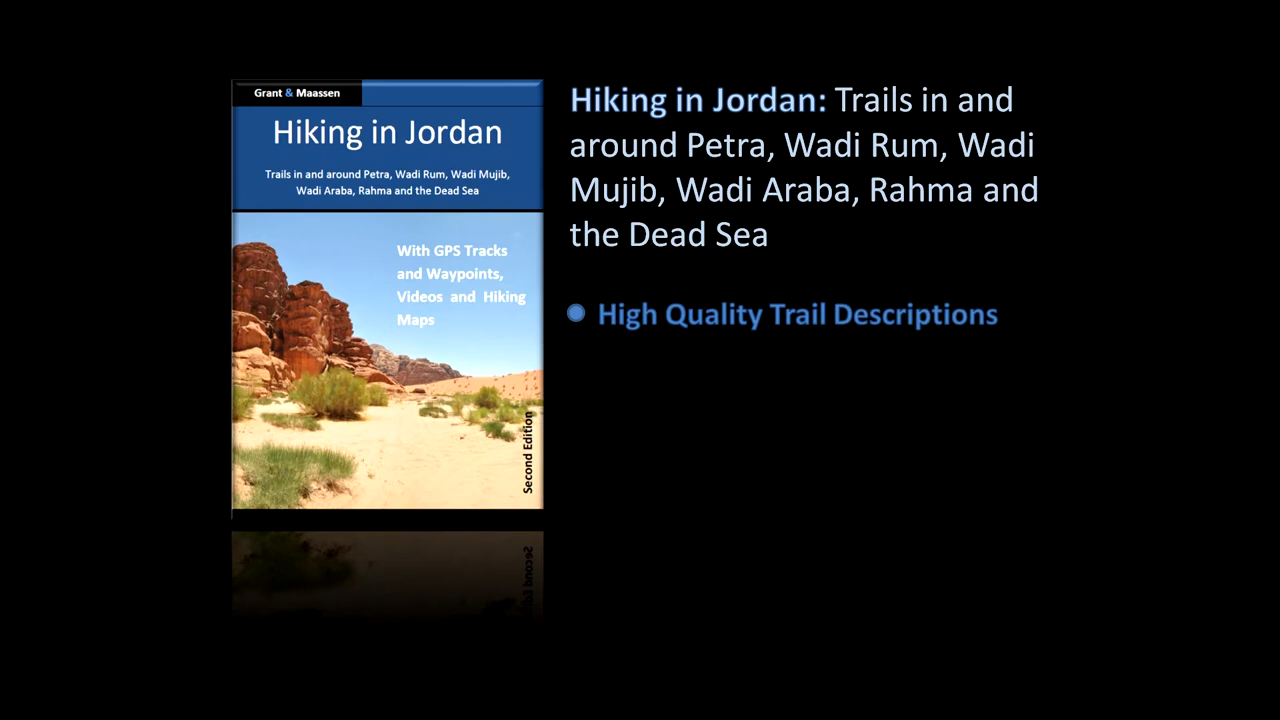 Grant & Maassen
Hiking in Jordan
Trails in and around Petra, Wadi Rum, Wadi Mujib,
Wadi Araba, Rahma and the Dead Sea
With GPS Tracks
and Waypoints,
Videos and Hiking
Maps
Second Edition
Hiking in Jordan: Trails in and
around Petra, Wadi Rum, Wadi
Mujib, Wadi Araba, Rahma and
the Dead Sea
High Quality Trail Descriptions